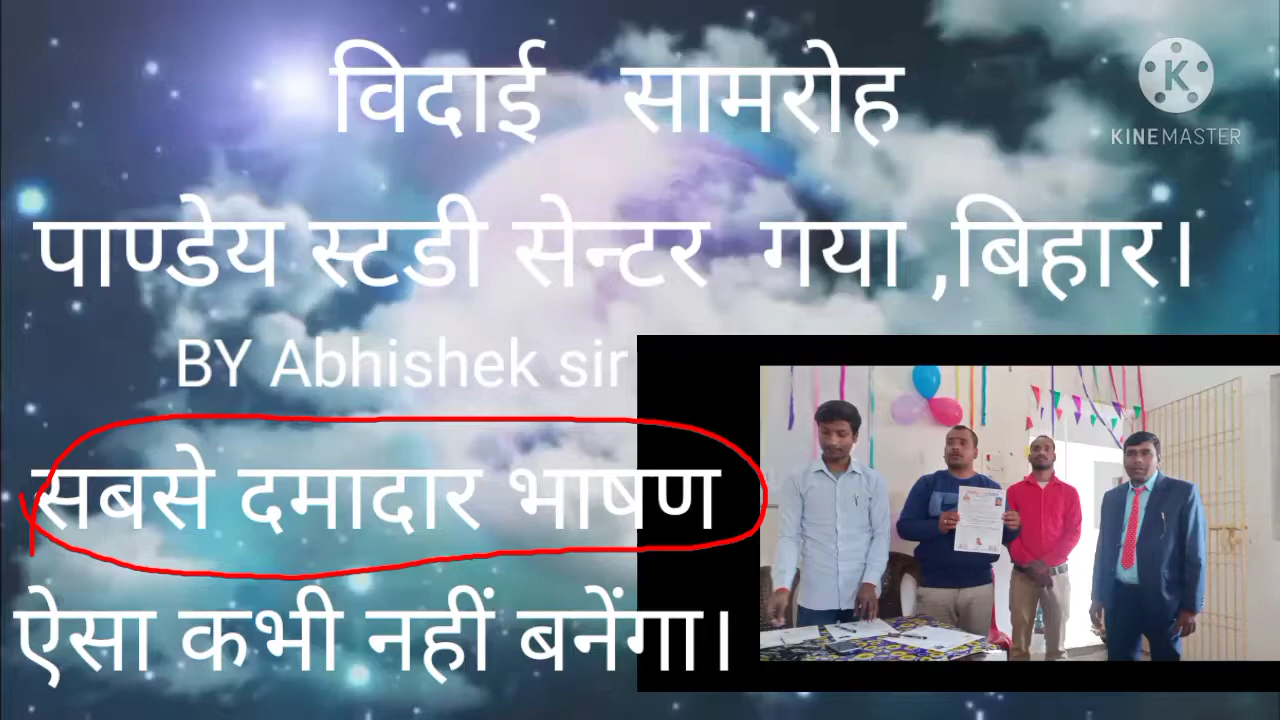 विदाई सामरोह
K
KINEMASTER
पाण्डेय स्टडी सेन्टर गया ,बिहार।
BY Abhishek sir
सबसे दमादार भाषण
ऐसा कभी नहीं बनेंगा।